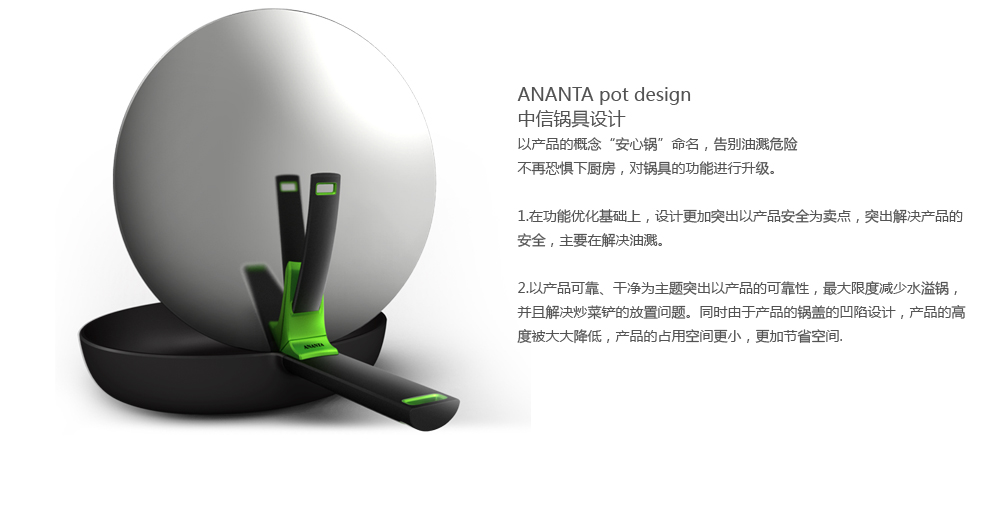 ANANTA pot design
中信锅具设计
以产品的概念“安心锅”命名，告别油溅危险
不再恐惧下厨房，对锅具的功能进行升级。
1.在功能优化基础上，设计更加突出以产品安全为卖点，突出解决产品的
安全，主要在解决油溅。
2.以产品可靠、干净为主题突出以产品的可靠性，最大限度减少水溢锅，
并且解决炒菜铲的放置问题。同时由于产品的锅盖的凹陷设计，产品的高
度被大大降低，产品的占用空间更小，更加节省空间.
ANANTA